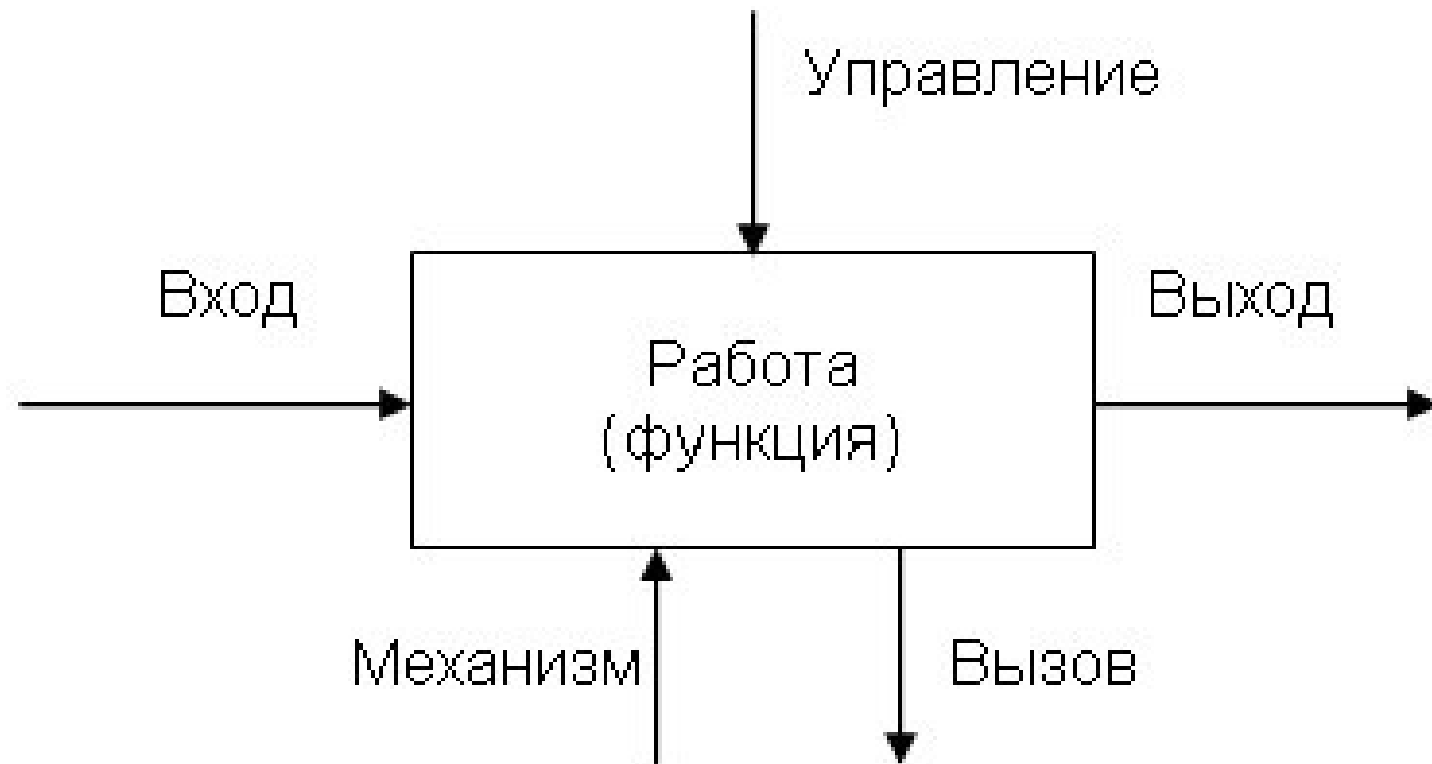 Управление
Вход
Выход
Работа
(функция)
Механизм
Вызов